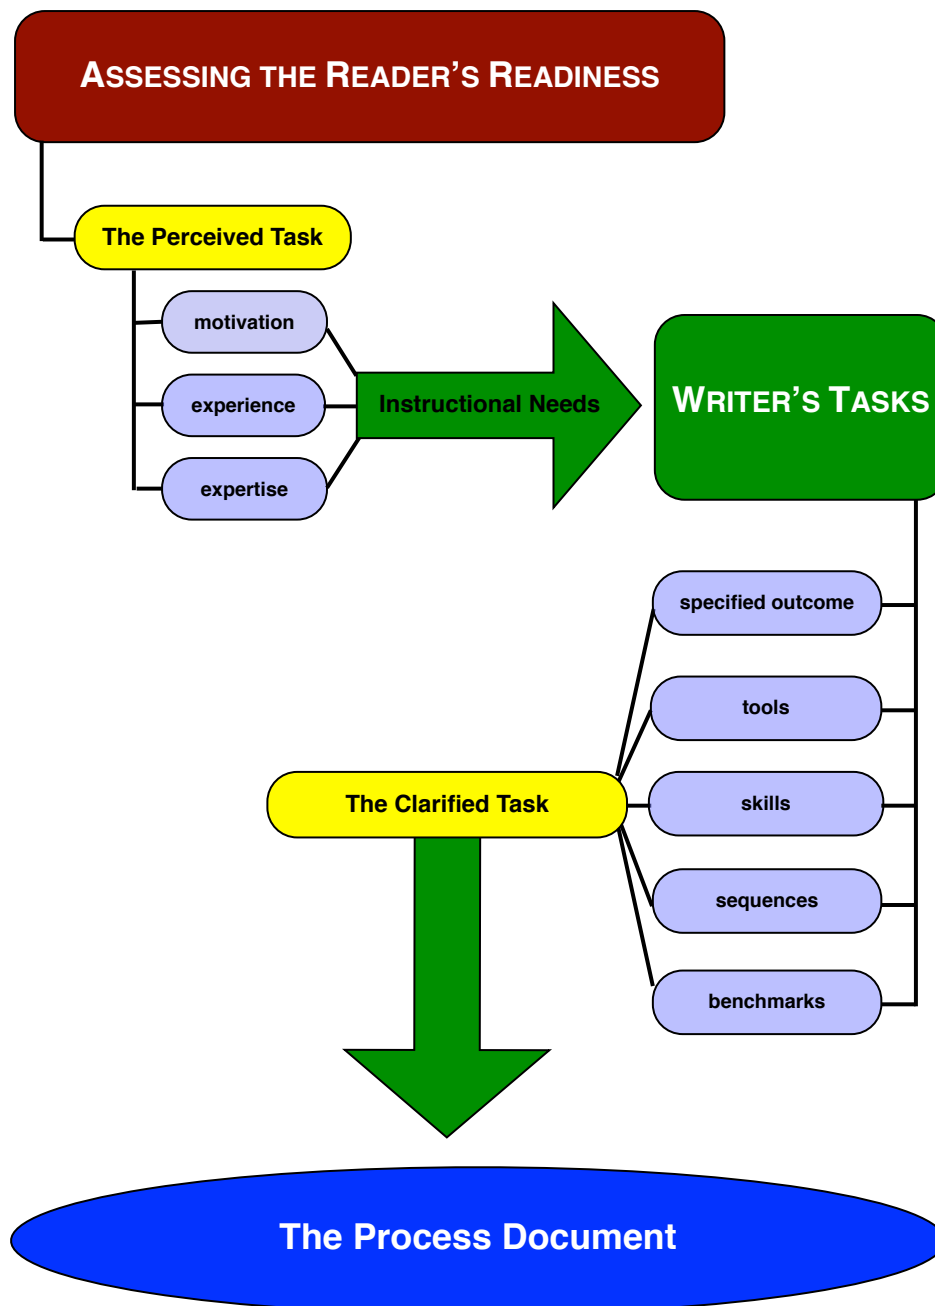 ASSESSING THE READER'S READINESS
The Perceived Task
motivation
experience
expertise
Instructional Needs
WRITER'S TASKS
specified outcome
tools
skills
sequences
benchmarks
The Clarified Task
The Process Document